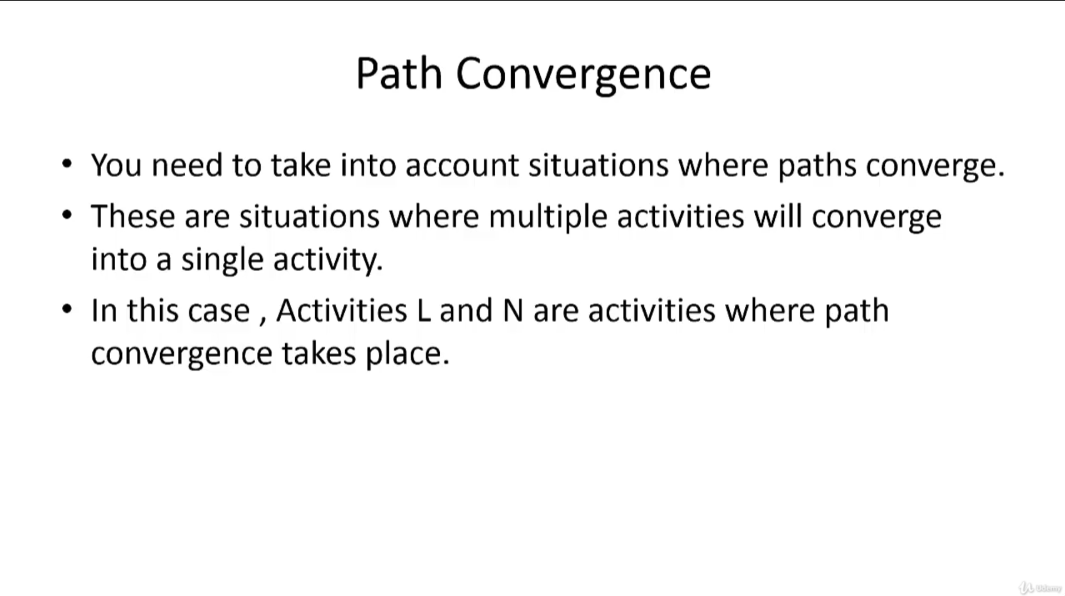 Path Convergence
• You need to take into account situations where paths converge.
• These are situations where multiple activities will converge
into a single activity.
• In this case , Activities L and N are activities where path
convergence takes place.
Udemy